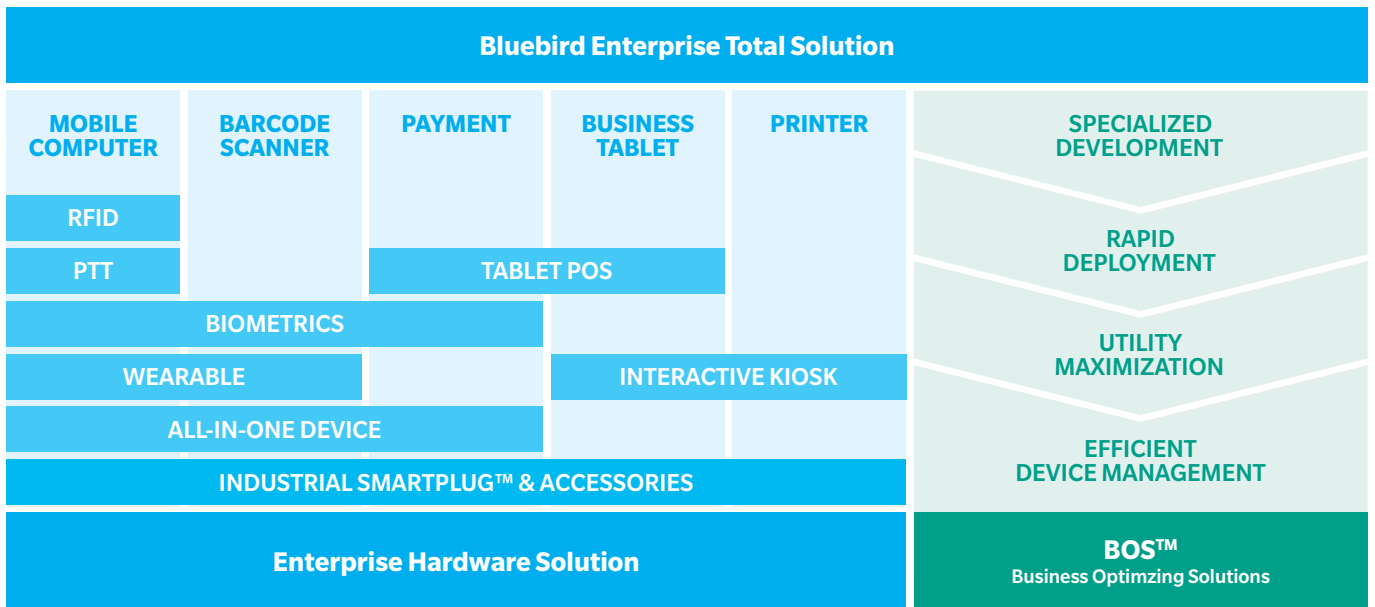 Bluebird Enterprise Total Solution
MOBILE
COMPUTER
BARCODE
SCANNER
PAYMENT
BUSINESS
TABLET
PRINTER
RFID
PTT
TABLET POS
BIOMETRICS
WEARABLE
INTERACTIVE KIOSK
ALL-IN-ONE DEVICE
INDUSTRIAL SMARTPLUG™ & ACCESSORIES
Enterprise Hardware Solution
SPECIALIZED
DEVELOPMENT
RAPID
DEPLOYMENT
UTILITY
MAXIMIZATION
EFFICIENT
DEVICE MANAGEMENT
BOS™
Business Optimzing Solutions